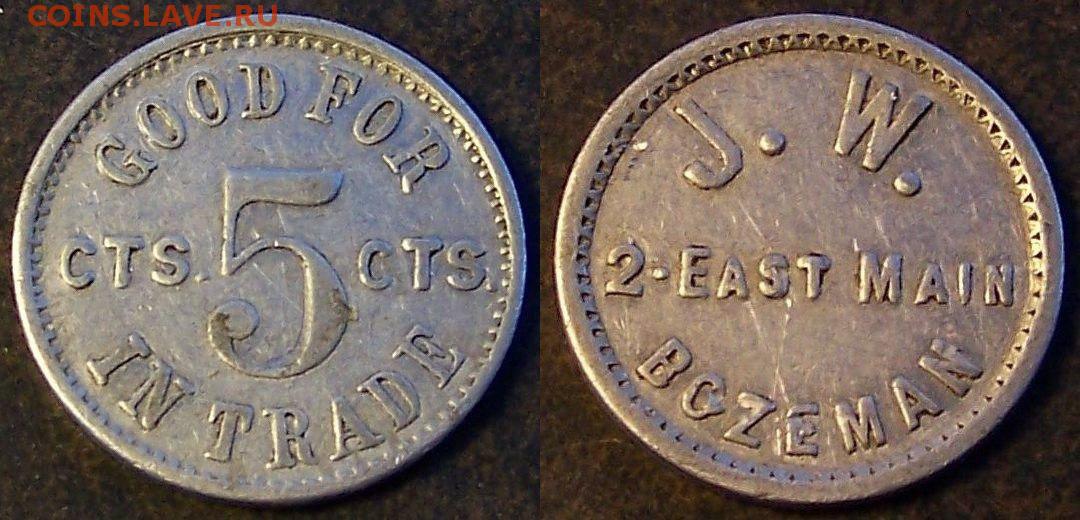 COINS.LAVE.RU
GOOD FOR
CTS. 5 CTS.
IN TRADE
J. W.
2-EAST MAIN
BOZEMAN